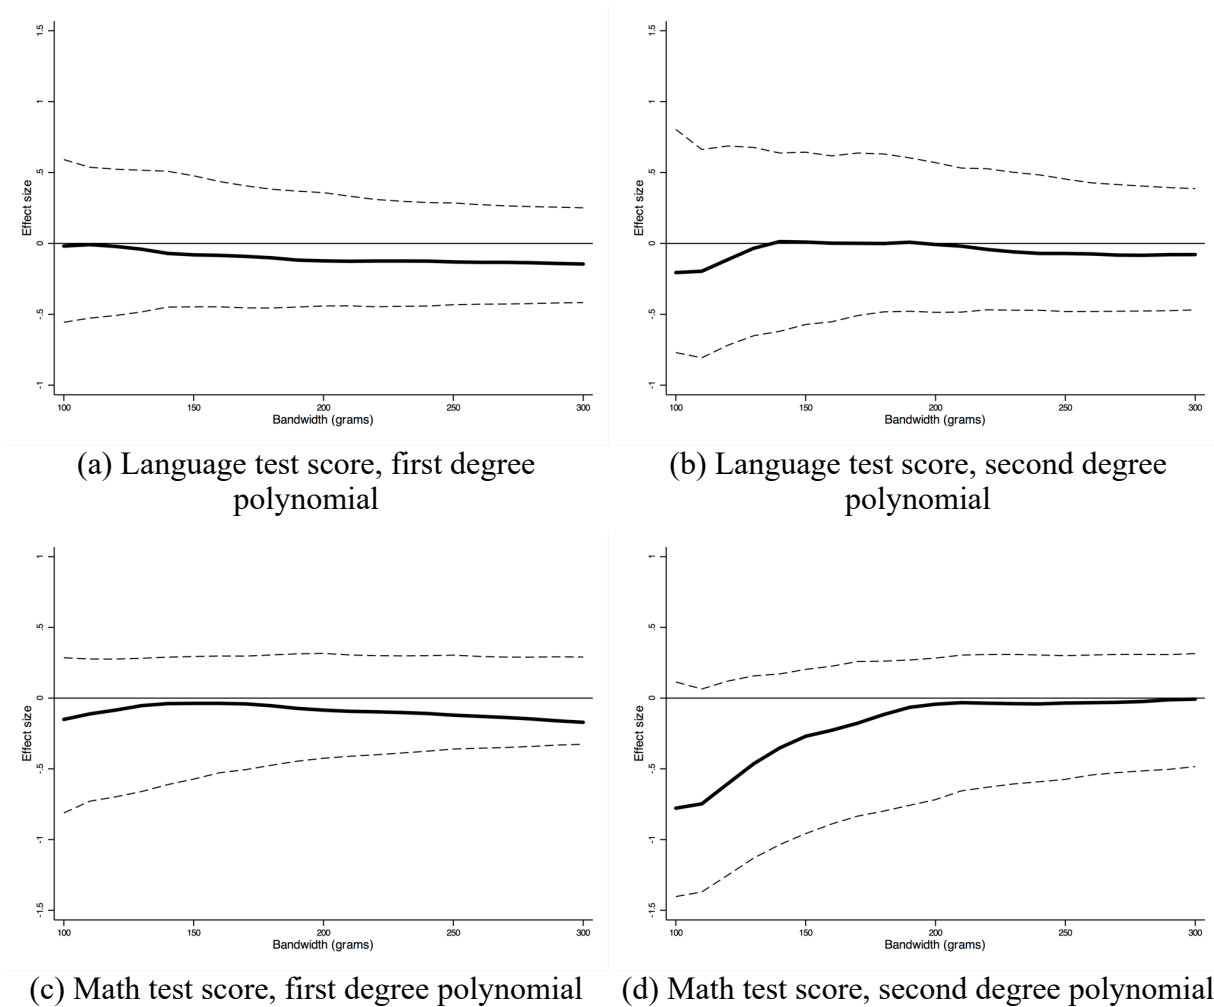 1.5
1
.5
0
-.5
-1
Effect size
100 150 200 250 300
Bandwidth (grams)
1.5
1
.5
0
-.5
-1
Effect size
100 150 200 250 300
Bandwidth (grams)
(a) Language test score, first degree
polynomial
(b) Language test score, second degree
polynomial
1
.5
0
-.5
-1
-1.5
Effect size
100 150 200 250 300
Bandwidth (grams)
1
.5
0
-.5
-1
-1.5
Effect size
100 150 200 250 300
Bandwidth (grams)
(c) Math test score, first degree polynomial
(d) Math test score, second degree polynomial